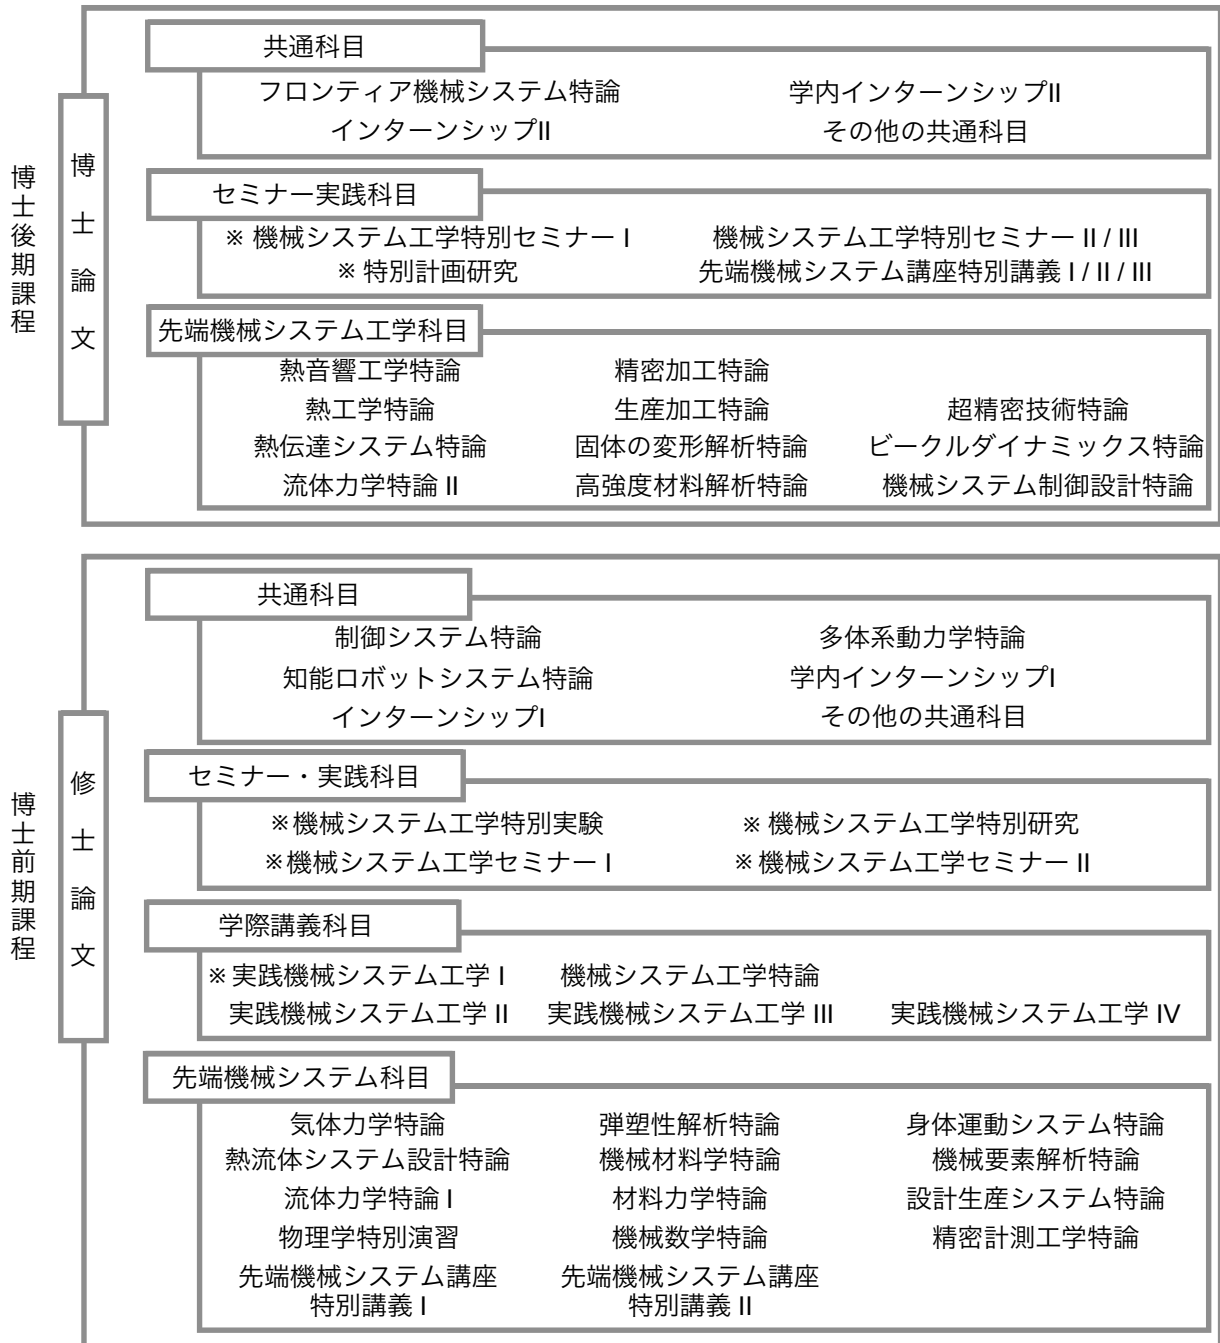 博士後期課程
博士論文
共通科目
フロンティア機械システム特論 学内インターンシップII
インターンシップII その他の共通科目
セミナー実践科目
※ 機械システム工学特別セミナー I 機械システム工学特別セミナー II / III
※ 特別計画研究 先端機械システム講座特別講義 I / II / III
先端機械システム工学科目
熱音響工学特論 精密加工特論
熱工学特論 生産加工特論 超精密技術特論
熱伝達システム特論 固体の変形解析特論 ビークルダイナミックス特論
流体力学特論 II 高強度材料解析特論 機械システム制御設計特論
博士前期課程
修士論文
共通科目
制御システム特論 多体系動力学特論
知能ロボットシステム特論 学内インターンシップI
インターンシップI その他の共通科目
セミナー・実践科目
※機械システム工学特別実験 ※ 機械システム工学特別研究
※機械システム工学セミナー I ※機械システム工学セミナー II
学際講義科目
※実践機械システム工学 I 機械システム工学特論
実践機械システム工学 II 実践機械システム工学 III 実践機械システム工学 IV
先端機械システム科目
気体力学特論 弾塑性解析特論 身体運動システム特論
熱流体システム設計特論 機械材料学特論 機械要素解析特論
流体力学特論 I 材料力学特論 設計生産システム特論
物理学特別演習 機械数学特論 精密計測工学特論
先端機械システム講座 先端機械システム講座
特別講義 I 特別講義 II